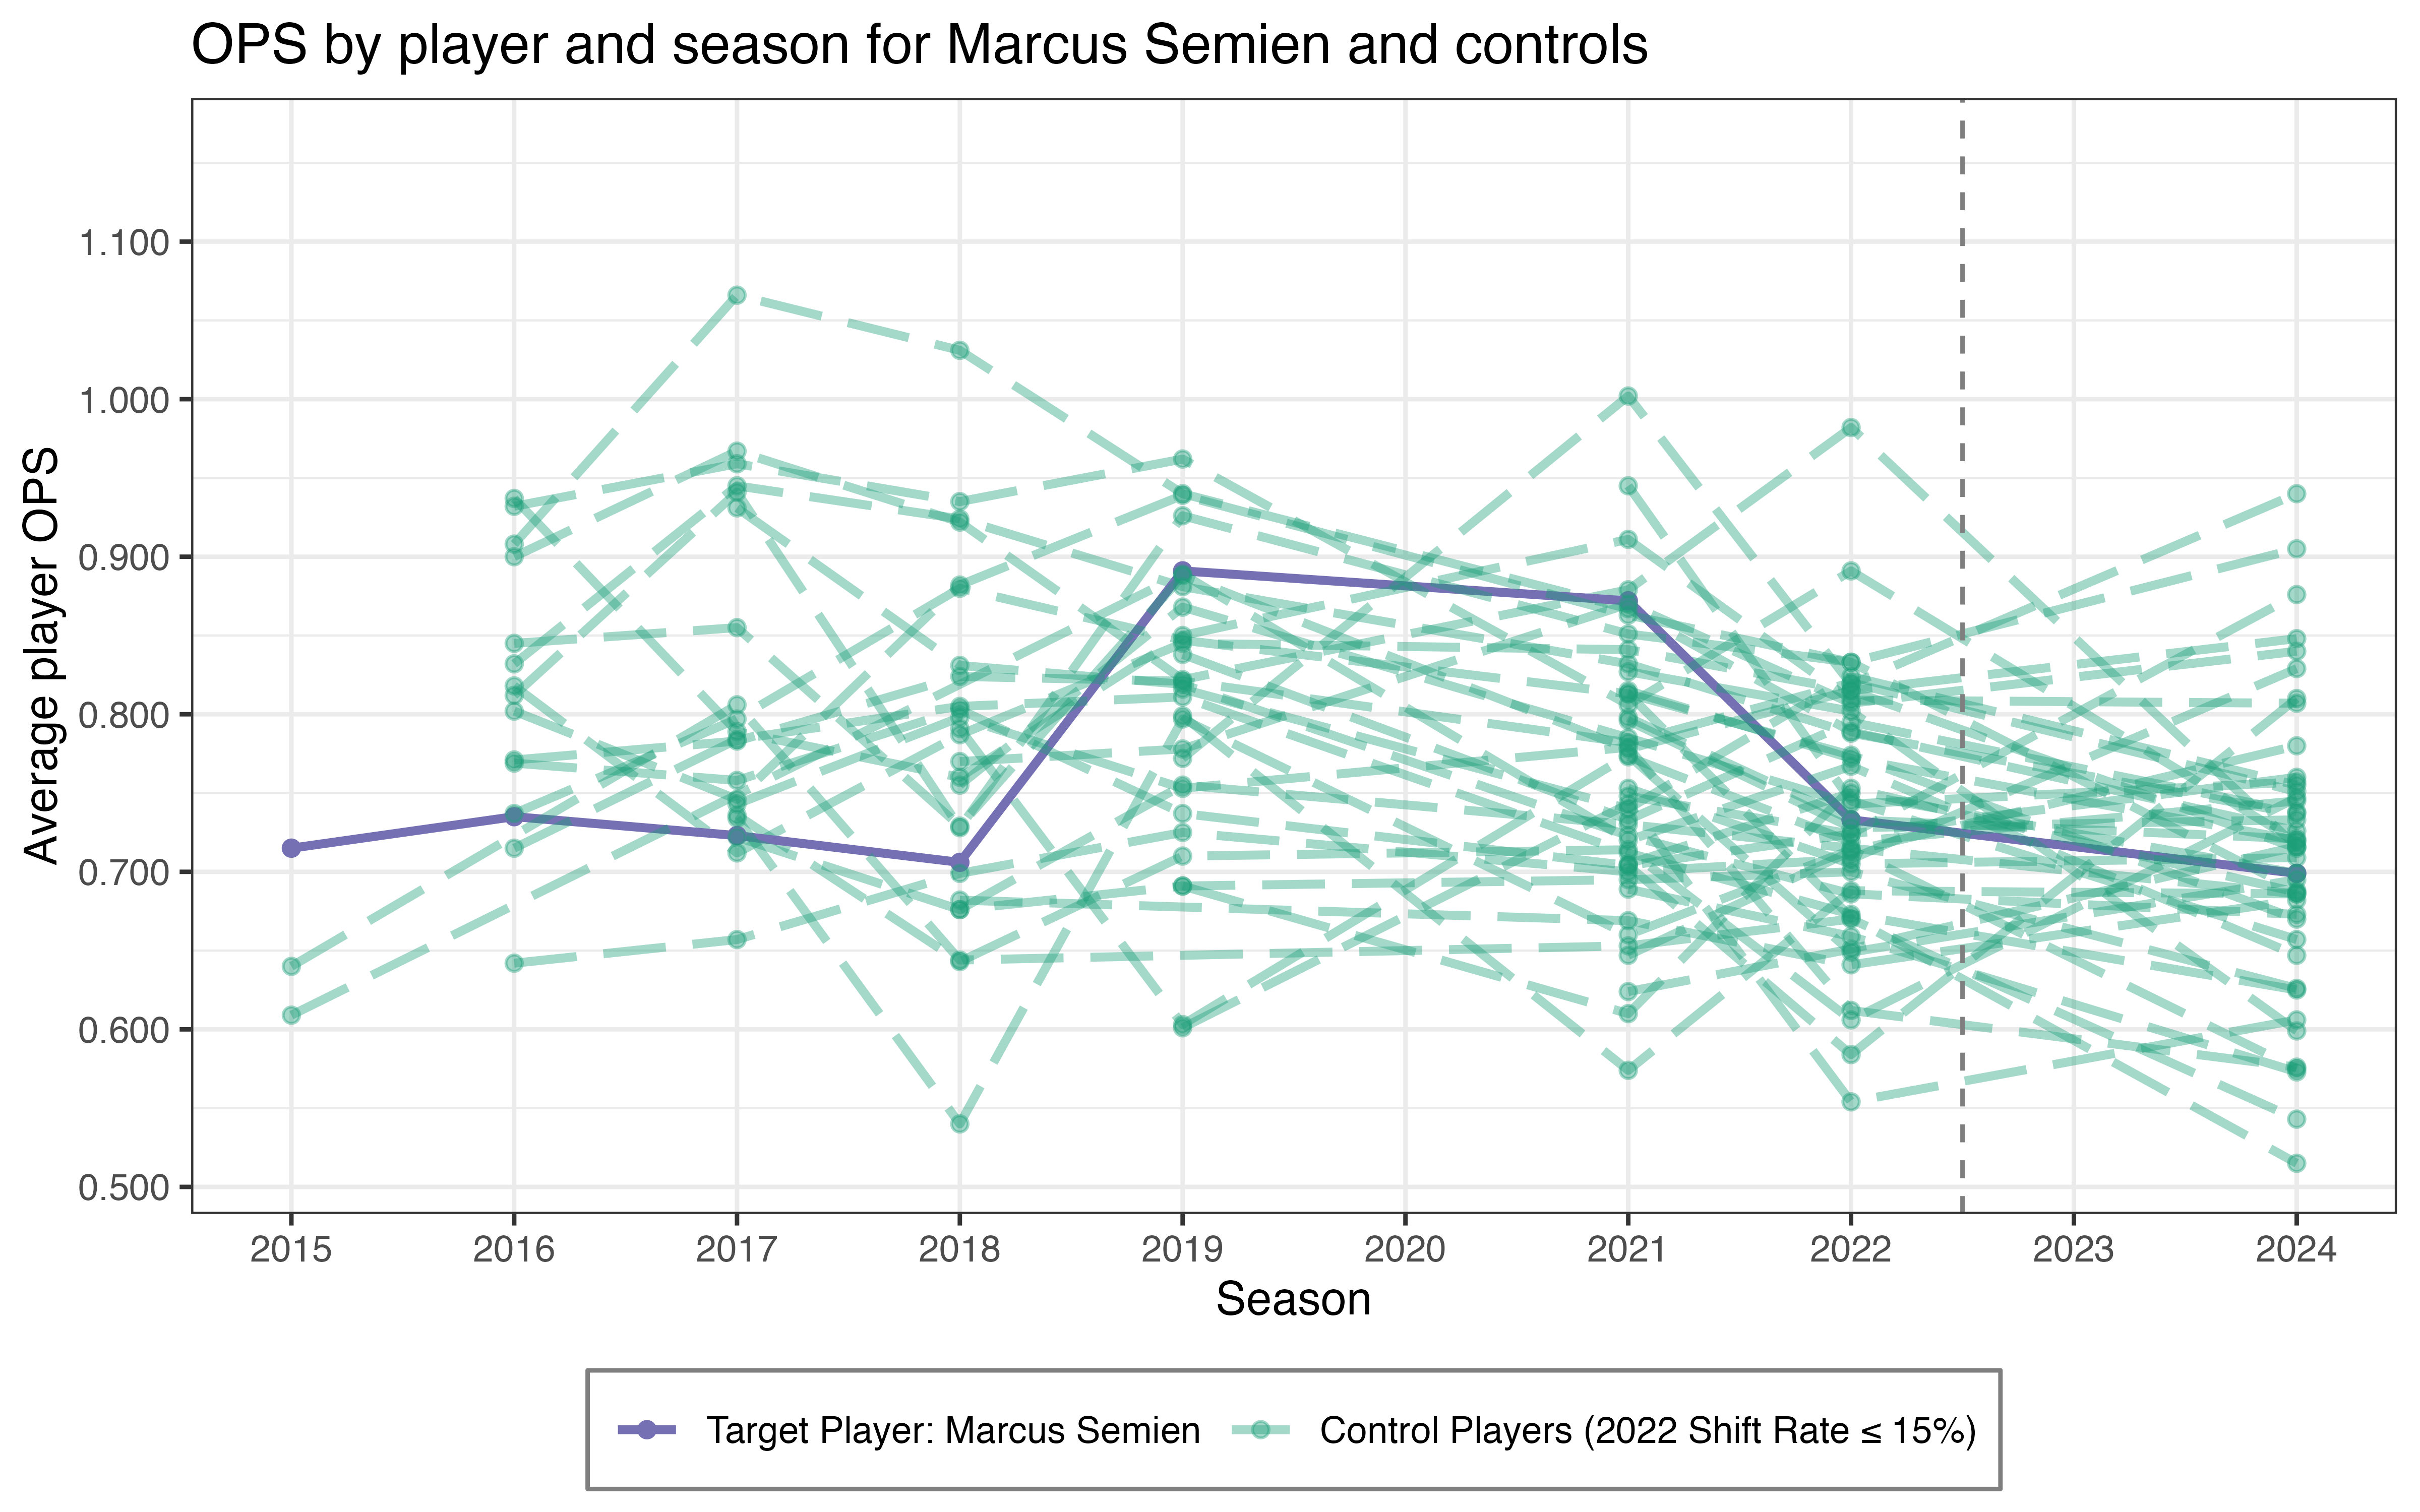 OPS by player and season for Marcus Semien and controls
Average player OPS
1.100
1.000
0.900
0.800
0.700
0.600
0.500
2015 2016 2017 2018 2019 2020 2021 2022 2023 2024
Season
Target Player: Marcus Semien Control Players (2022 Shift Rate ≤ 15%)